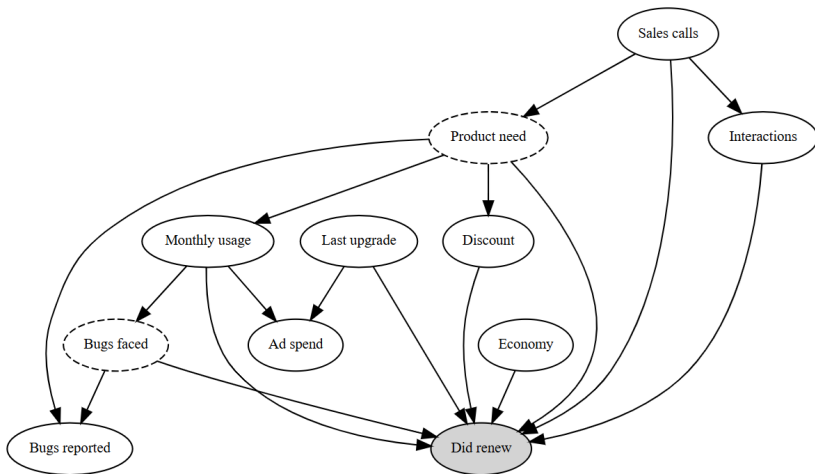 Sales calls
Product need
Interactions
Monthly usage
Last upgrade
Discount
Bugs faced
Ad spend
Economy
Bugs reported
Did renew